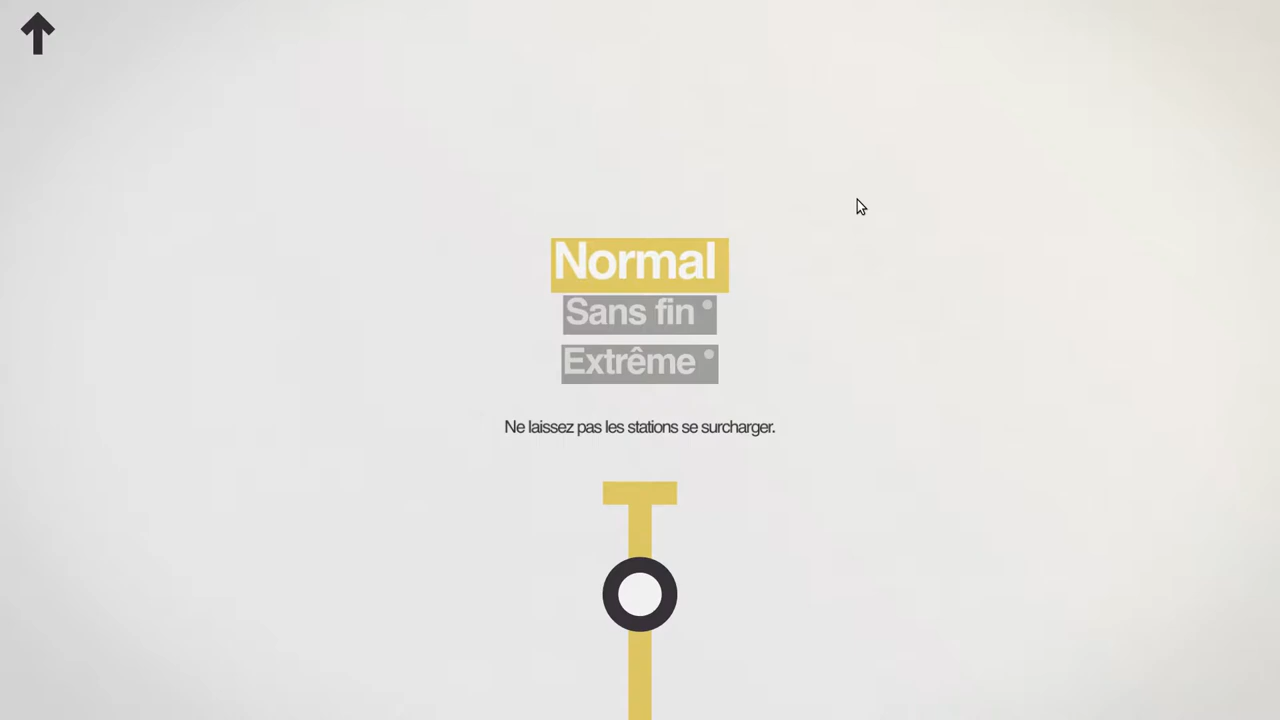 Normal
Sans fin
Extrême
Ne laissez pas les stations se surcharger.